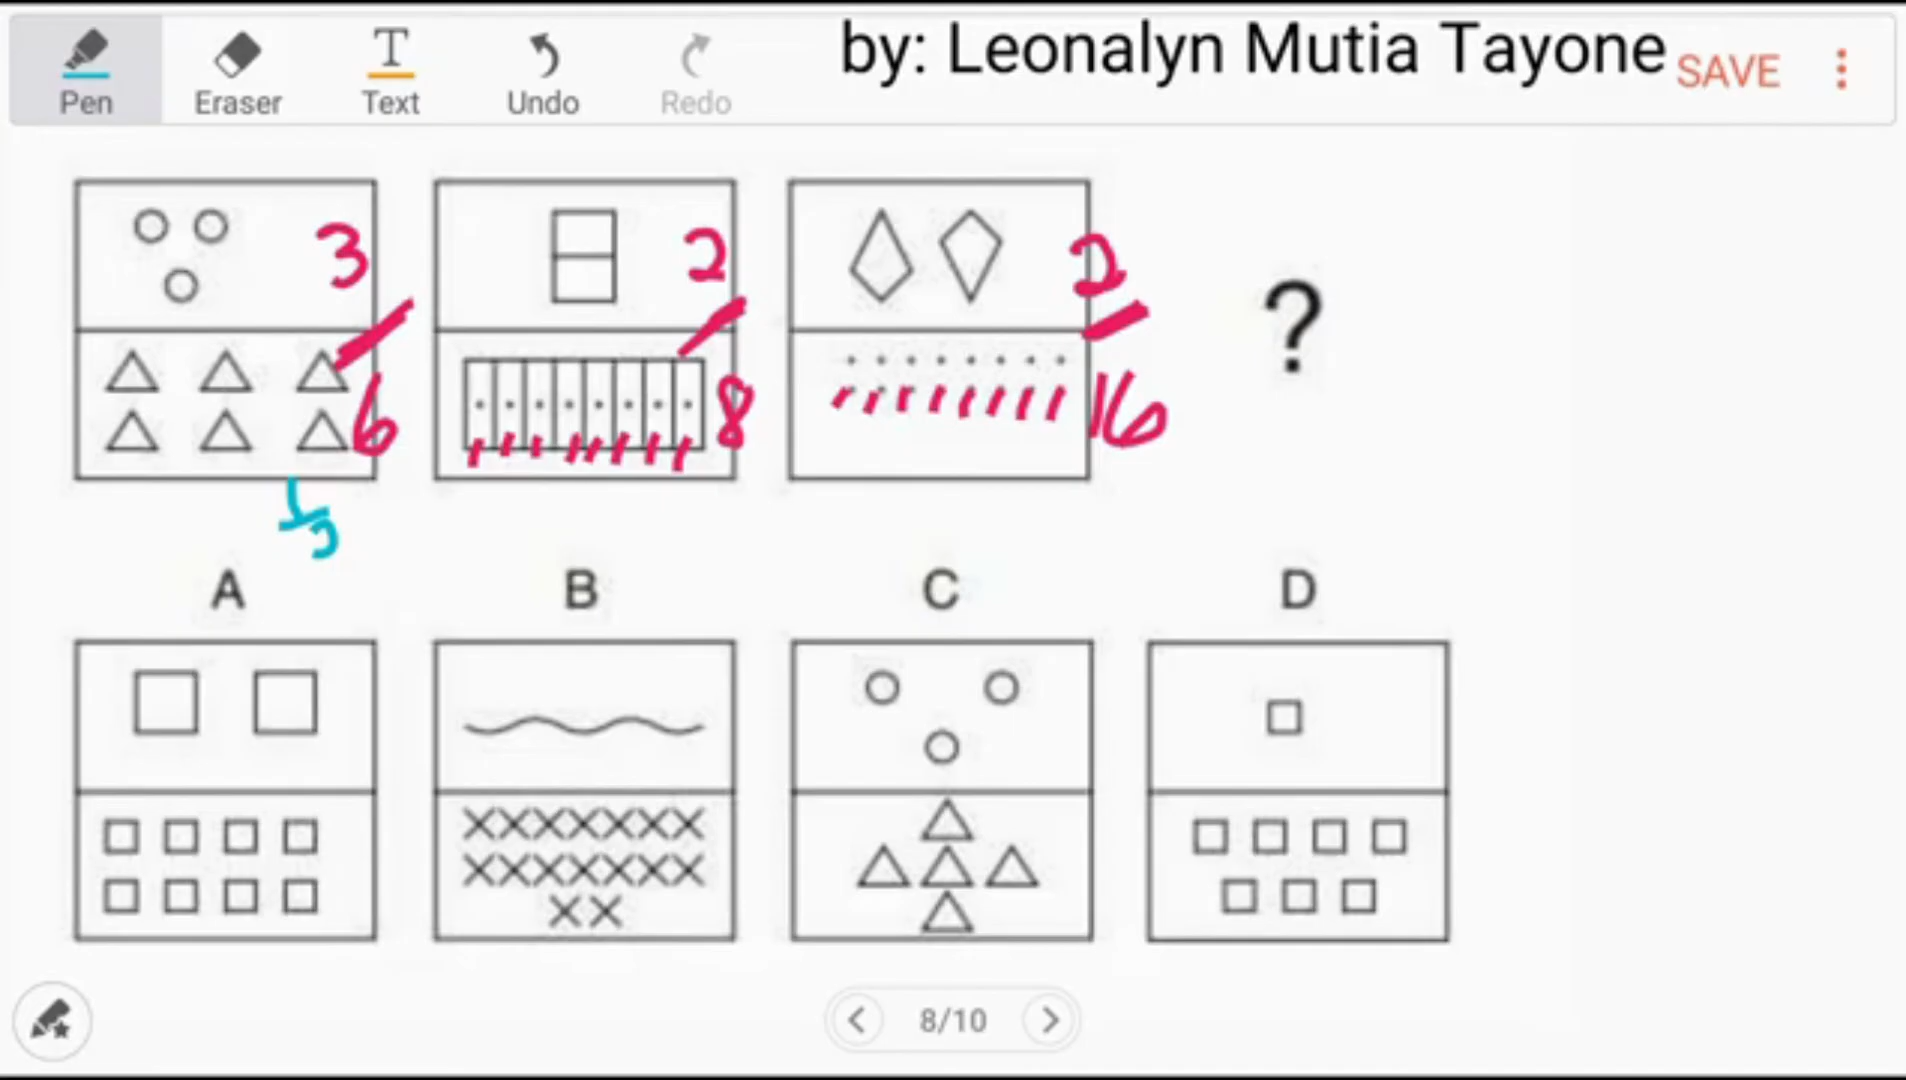 by: Leonalyn Mutia Tayone
SAVE
Pen
Eraser
T
Text
Undo
Redo
3
2
2
?
6
8
16
A
B
C
D
8/10